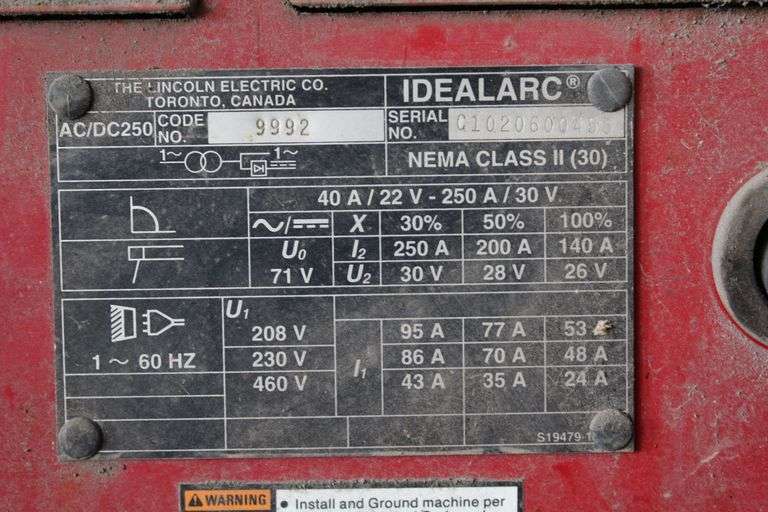 THE LINCOLN ELECTRIC CO.
TORONTO, CANADA
IDEALARC®
AC/DC250 CODE NO. 9992
SERIAL NO.
1~ 1~
NEMA CLASS II (30)
40 A / 22 V - 250 A / 30 V
~/⎓ X 30% 50% 100%
U0 I2 250 A 200 A 140 A
71 V U2 30 V 28 V 26 V
U1
208 V 95 A 77 A 53 A
1 ~ 60 HZ 230 V I1 86 A 70 A 48 A
460 V 43 A 35 A 24 A
WARNING
• Install and Ground machine per